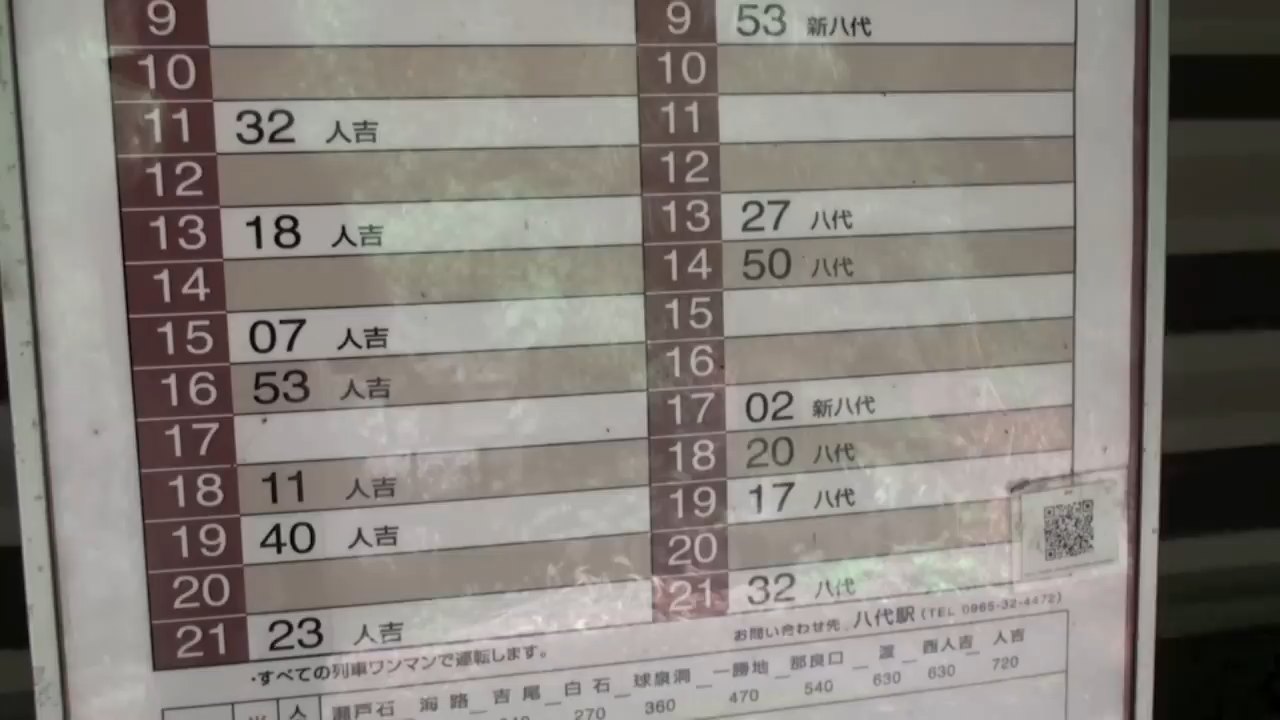 9 9 53 新八代
10 10
11 32 人吉 11
12 12
13 18 人吉 13 27 八代
14 14 50 八代
15 07 人吉 15
16 53 人吉 16
17 17 02 新八代
18 11 人吉 18 20 八代
19 40 人吉 19 17 八代
20 20
21 23 人吉 21 32 八代
・すべての列車ワンマンで運転します。
お問い合わせ先 八代駅 (TEL 0965-32-4472)
瀬戸石 海路 吉尾 白石 球泉洞 一勝地 那良口 渡 西人吉 人吉
270 360 470 540 630 630 720